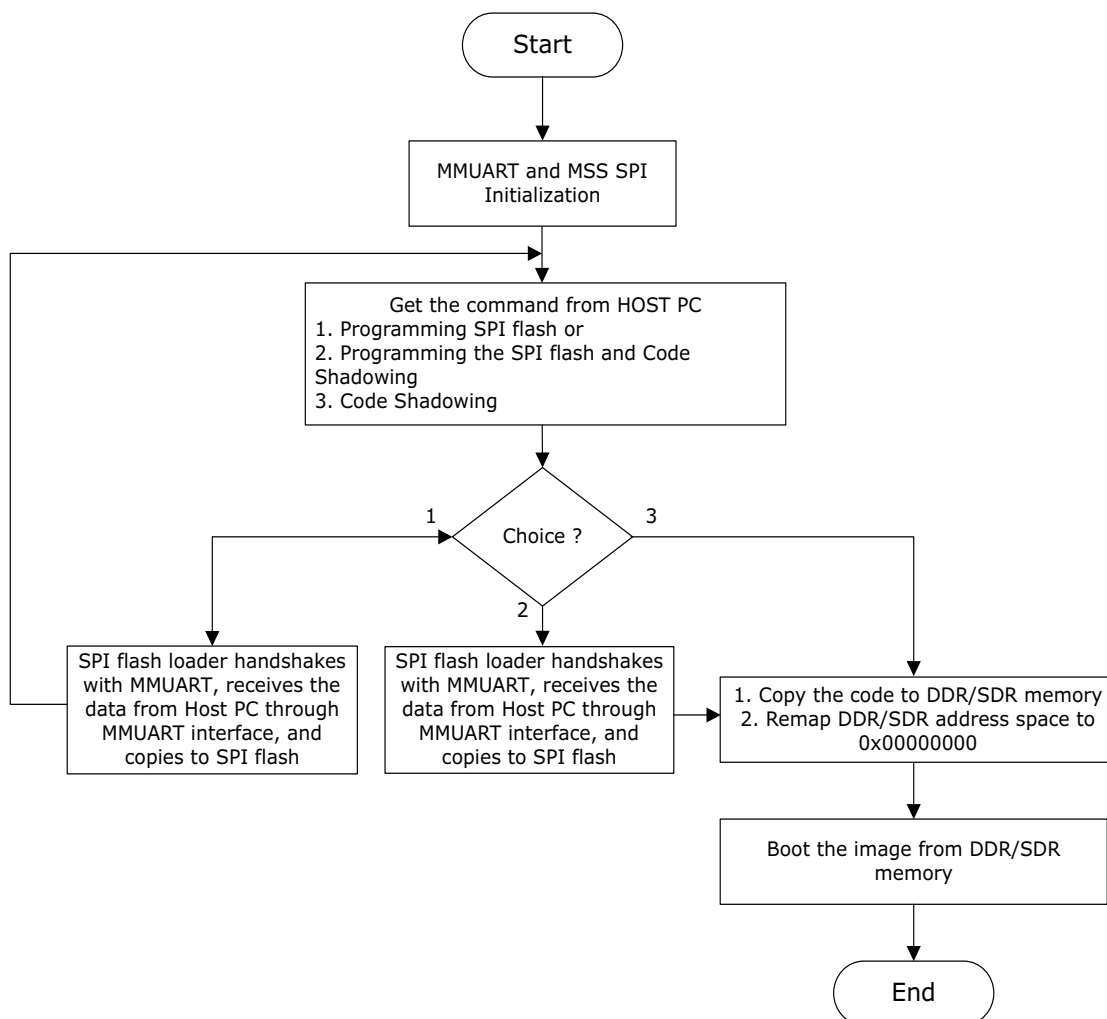 Start
MMUART and MSS SPI
Initialization
Get the command from HOST PC
1. Programming SPI flash or
2. Programming the SPI flash and Code
Shadowing
3. Code Shadowing
1
Choice ?
3
2
SPI flash loader handshakes
with MMUART, receives the
data from Host PC through
MMUART interface, and
copies to SPI flash
SPI flash loader handshakes
with MMUART, receives the
data from Host PC through
MMUART interface, and
copies to SPI flash
1. Copy the code to DDR/SDR memory
2. Remap DDR/SDR address space to
0x00000000
Boot the image from DDR/SDR
memory
End